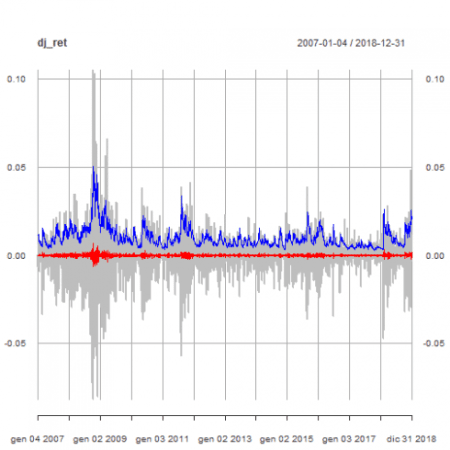 dj_ret 2007-01-04 / 2018-12-31
0.10 0.10
0.05 0.05
0.00 0.00
-0.05 -0.05
gen 04 2007 gen 02 2009 gen 03 2011 gen 02 2013 gen 02 2015 gen 03 2017 dic 31 2018